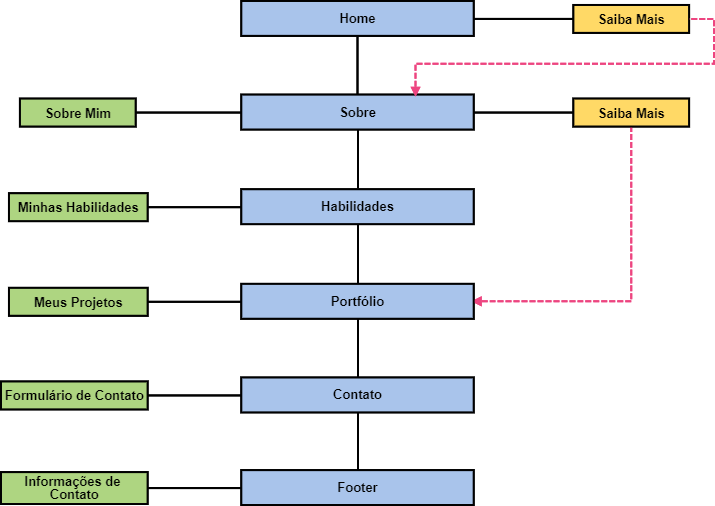 Home
Saiba Mais
Sobre Mim
Sobre
Saiba Mais
Minhas Habilidades
Habilidades
Meus Projetos
Portfólio
Formulário de Contato
Contato
Informações de
Contato
Footer